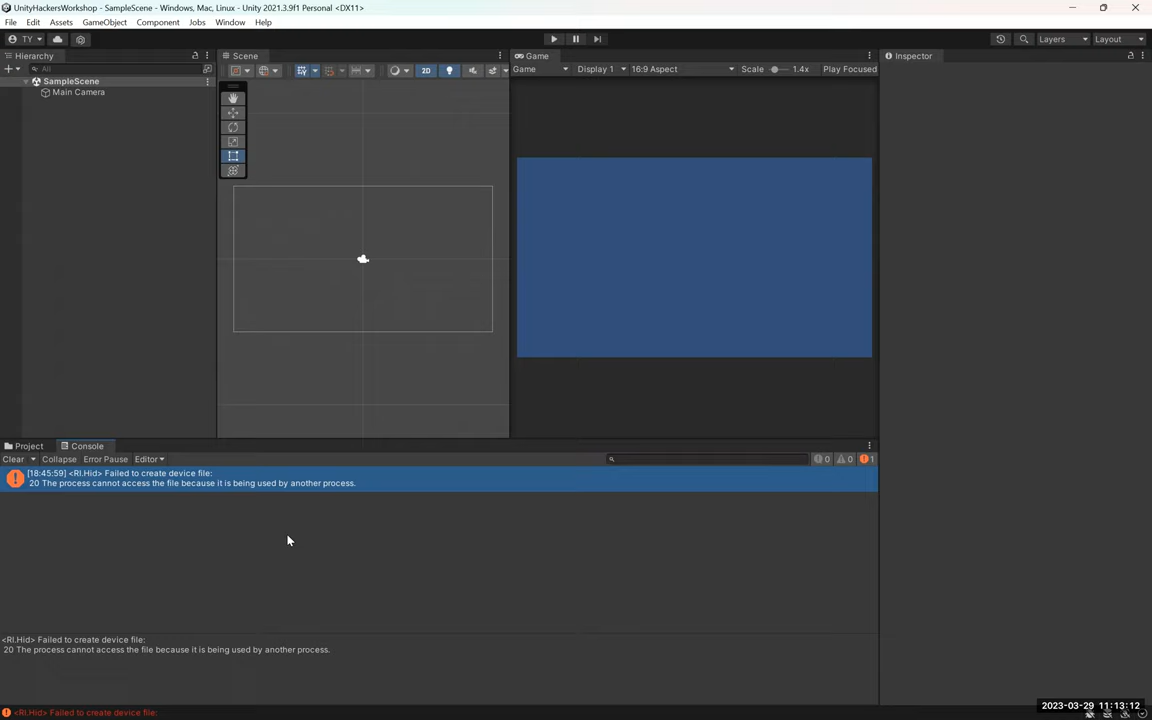 UnityHackersWorkshop - SampleScene - Windows, Mac, Linux - Unity 2021.3.9f1 Personal <DX11>
File Edit Assets GameObject Component Jobs Window Help
TY Layers Layout
Hierarchy Scene Game Inspector
All 2D Game Display 1 16:9 Aspect Scale 1.4x Play Focused
SampleScene
Main Camera
Project Console
Clear Collapse Error Pause Editor 0 0 1
[18:45:59] <RI.Hid> Failed to create device file:
20 The process cannot access the file because it is being used by another process.
<RI.Hid> Failed to create device file:
20 The process cannot access the file because it is being used by another process.
2023-03-29 11:13:12
<RI.Hid> Failed to create device file: